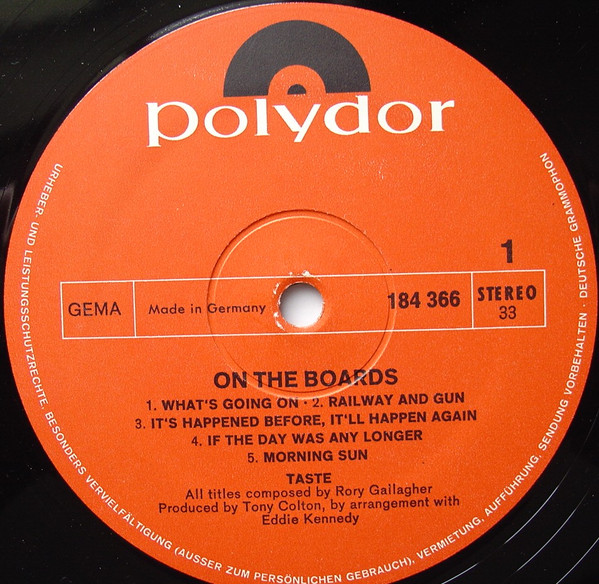 polydor
1
GEMA
Made in Germany
184 366
STEREO
33
ON THE BOARDS
1. WHAT'S GOING ON · 2. RAILWAY AND GUN
3. IT'S HAPPENED BEFORE, IT'LL HAPPEN AGAIN
4. IF THE DAY WAS ANY LONGER
5. MORNING SUN
TASTE
All titles composed by Rory Gallagher
Produced by Tony Colton, by arrangement with
Eddie Kennedy
URHEBER- UND LEISTUNGSSCHUTZRECHTE, BESONDERS VERVIELFÄLTIGUNG (AUSSER ZUM PERSÖNLICHEN GEBRAUCH), VERMIETUNG, AUFFÜHRUNG, SENDUNG VORBEHALTEN · DEUTSCHE GRAMMOPHON